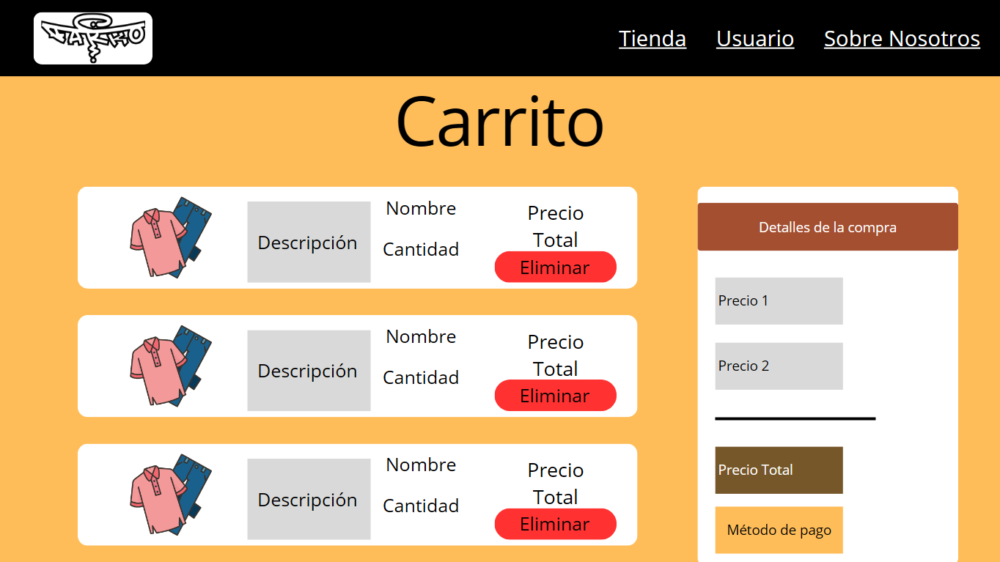 Tienda Usuario Sobre Nosotros
Carrito
Descripción
Nombre
Cantidad
Precio
Total
Eliminar
Descripción
Nombre
Cantidad
Precio
Total
Eliminar
Descripción
Nombre
Cantidad
Precio
Total
Eliminar
Detalles de la compra
Precio 1
Precio 2
Precio Total
Método de pago